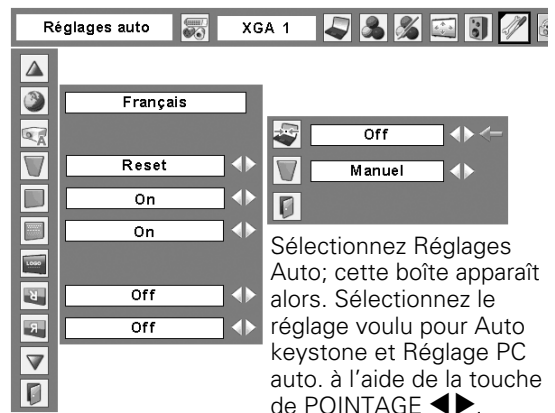 Réglages auto XGA 1
Français
Off
Reset
Manuel
On
On
LOGO
Off
Off
Sélectionnez Réglages
Auto; cette boîte apparaît
alors. Sélectionnez le
réglage voulu pour Auto
keystone et Réglage PC
auto. à l'aide de la touche
de POINTAGE ◀▶.